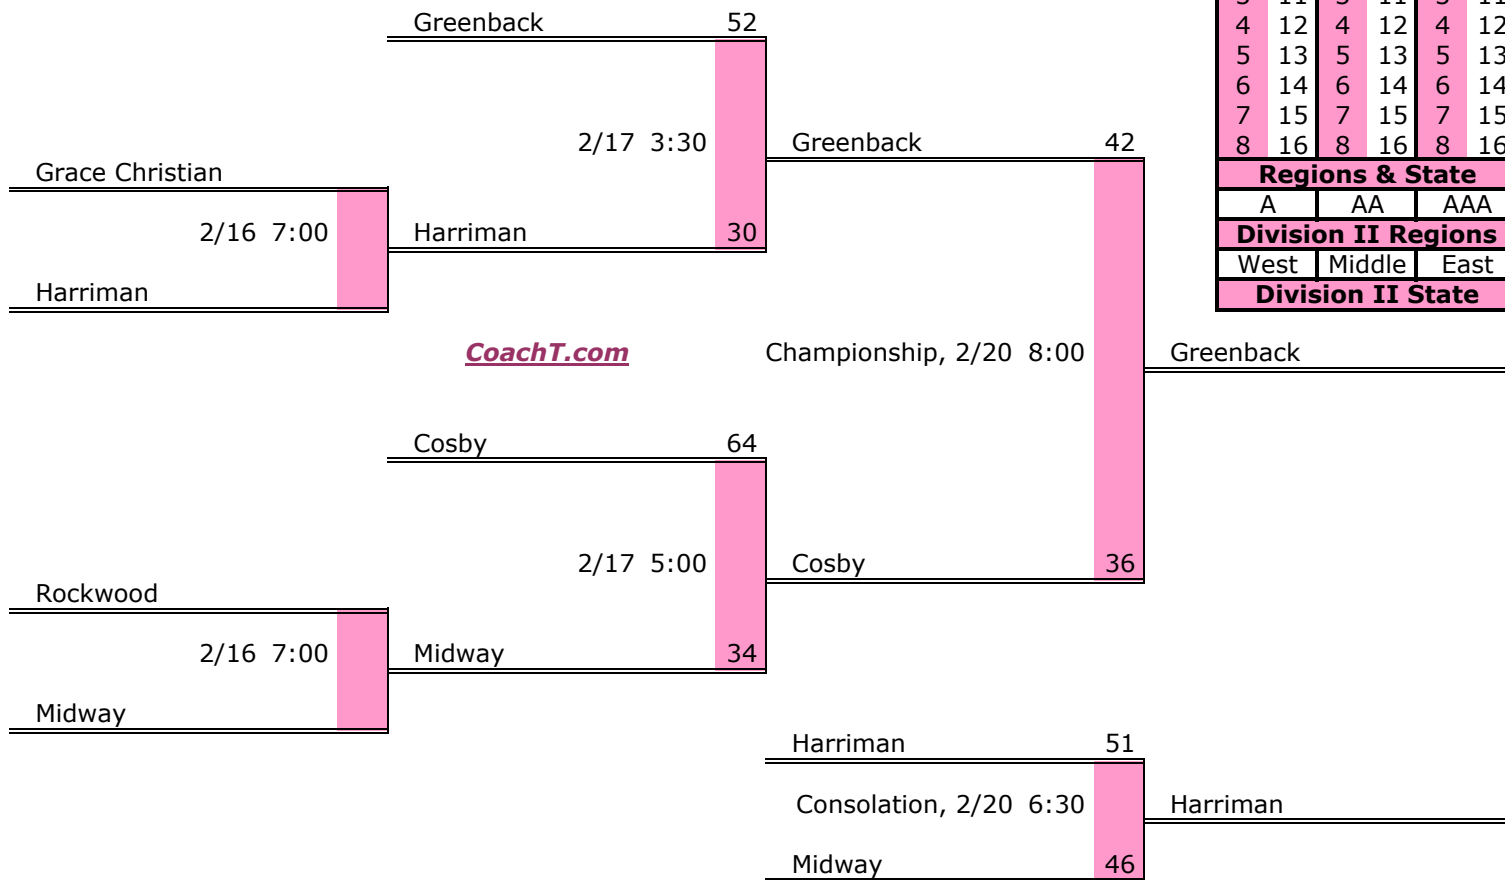 Greenback 52
2/17 3:30
Greenback 42
Grace Christian
2/16 7:00
Harriman 30
Harriman
CoachT.com
Championship, 2/20 8:00
Greenback
Cosby 64
2/17 5:00
Cosby 36
Rockwood
2/16 7:00
Midway 34
Midway
Harriman 51
Consolation, 2/20 6:30
Harriman
Midway 46
4 12 4 12 4 12
5 13 5 13 5 13
6 14 6 14 6 14
7 15 7 15 7 15
8 16 8 16 8 16
Regions & State
A AA AAA
Division II Regions
West Middle East
Division II State